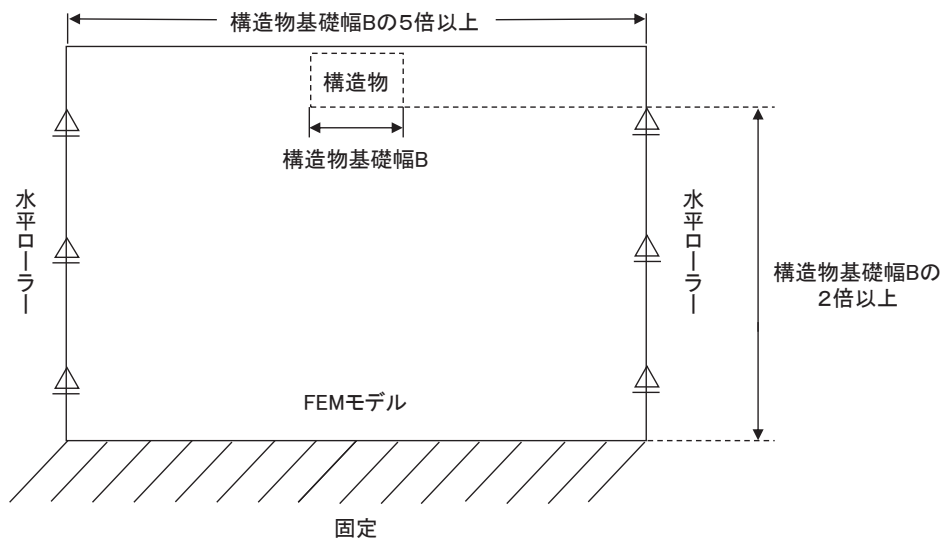 構造物基礎幅Bの5倍以上
構造物
構造物基礎幅B
水平ローラー
水平ローラー
構造物基礎幅Bの
2倍以上
FEMモデル
固定